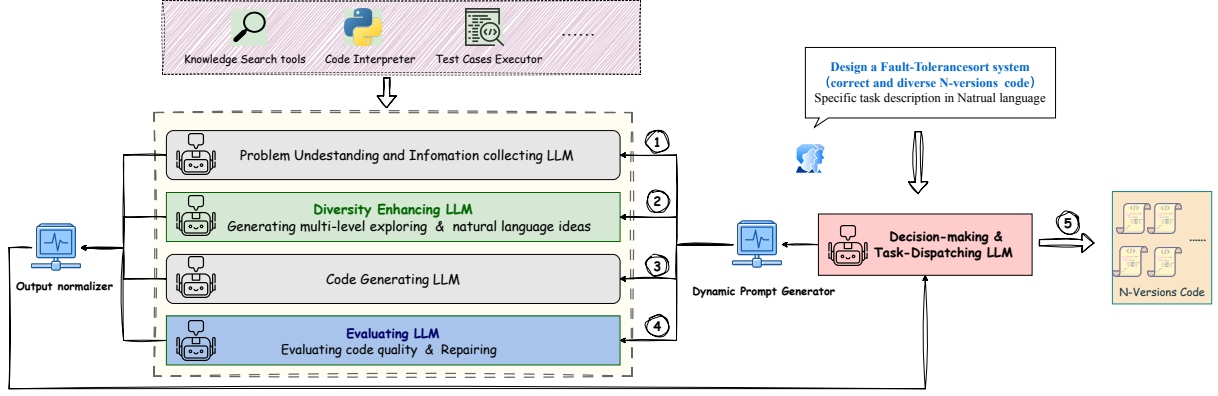 Knowledge Search tools
Code Interpreter
Test Cases Executor
......
Design a Fault-Tolerancesort system
(correct and diverse N-versions code)
Specific task description in Natrual language
Problem Undestanding and Infomation collecting LLM
1
Diversity Enhancing LLM
Generating multi-level exploring & natural language ideas
2
Code Generating LLM
3
Evaluating LLM
Evaluating code quality & Repairing
4
Output normalizer
Dynamic Prompt Generator
Decision-making &
Task-Dispatching LLM
5
......
N-Versions Code